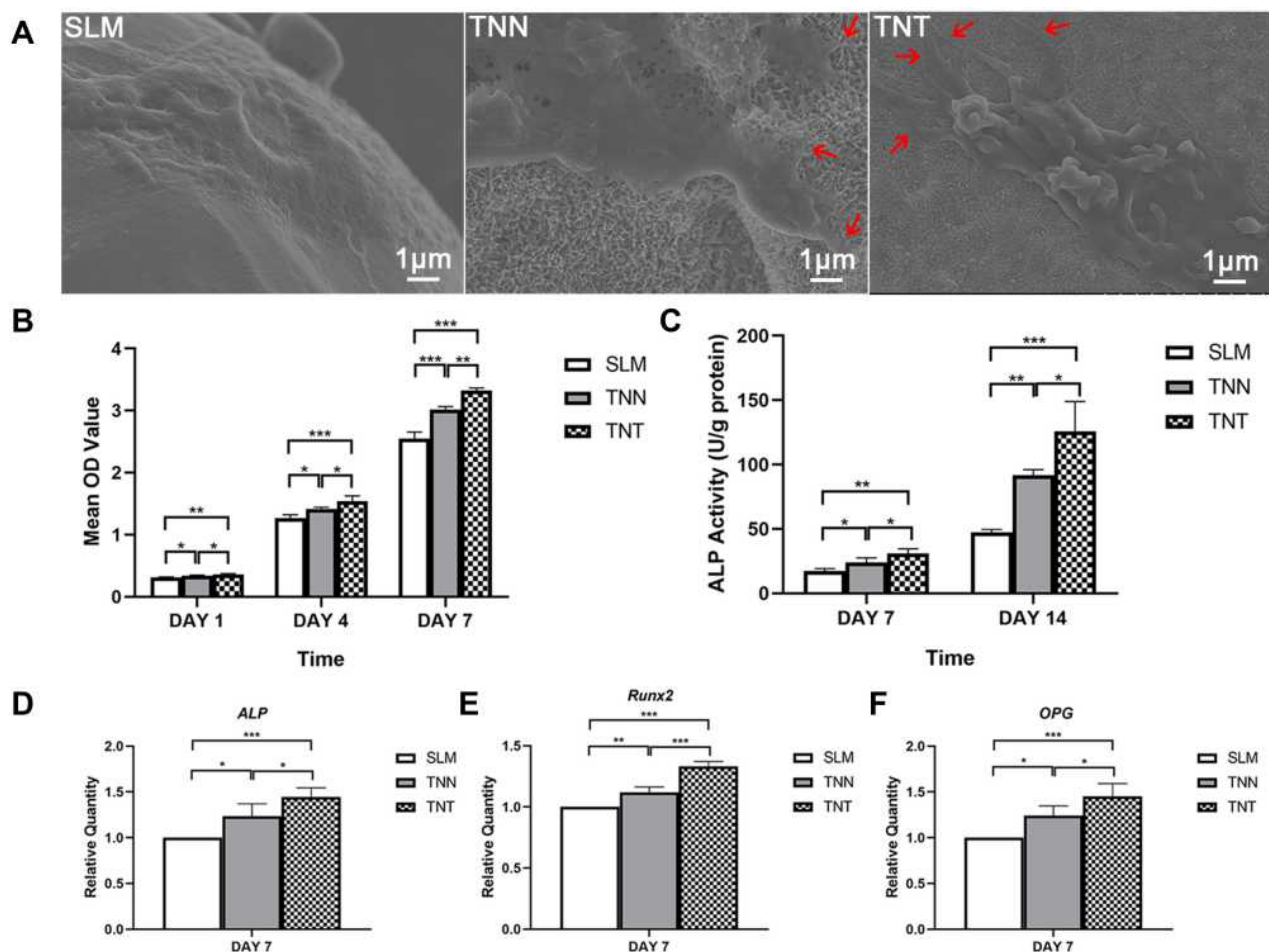 A
SLM
TNN
TNT
1μm
1μm
1μm
B
Mean OD Value
4
3
2
1
0
***
*** **
***
* *
**
* *
DAY 1
DAY 4
DAY 7
Time
SLM
TNN
TNT
C
ALP Activity (U/g protein)
200
150
100
50
0
***
** *
**
* *
DAY 7
DAY 14
Time
SLM
TNN
TNT
D
ALP
Relative Quantity
2.0
1.5
1.0
0.5
0.0
***
* *
DAY 7
SLM
TNN
TNT
E
Runx2
Relative Quantity
1.5
1.0
0.5
0.0
***
** ***
DAY 7
SLM
TNN
TNT
F
OPG
Relative Quantity
2.0
1.5
1.0
0.5
0.0
***
* *
DAY 7
SLM
TNN
TNT